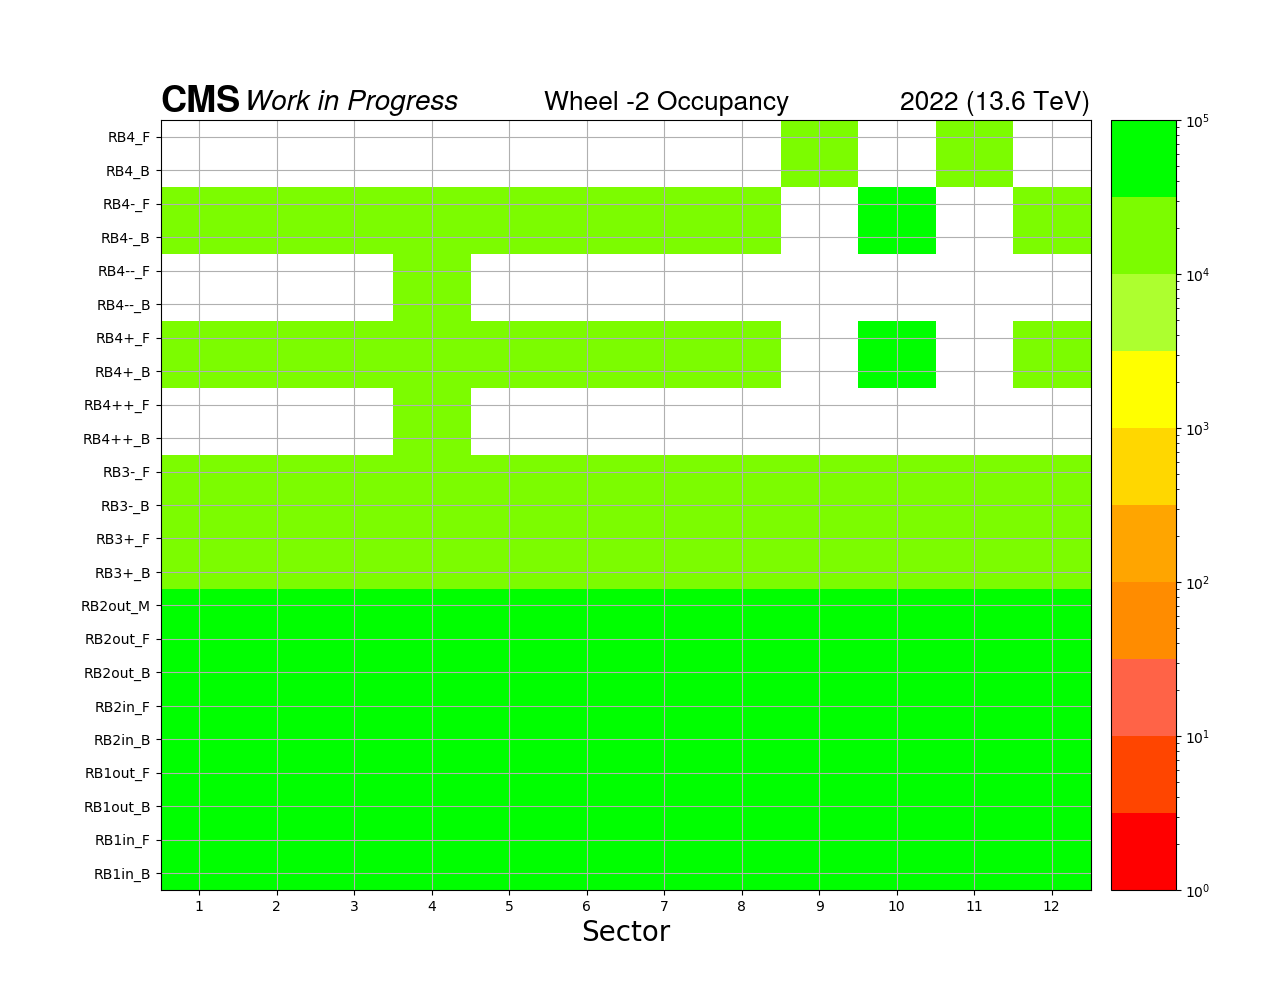 CMS Work in Progress Wheel -2 Occupancy 2022 (13.6 TeV)
RB4_F
RB4_B
RB4-_F
RB4-_B
RB4--_F
RB4--_B
RB4+_F
RB4+_B
RB4++_F
RB4++_B
RB3-_F
RB3-_B
RB3+_F
RB3+_B
RB2out_M
RB2out_F
RB2out_B
RB2in_F
RB2in_B
RB1out_F
RB1out_B
RB1in_F
RB1in_B
1 2 3 4 5 6 7 8 9 10 11 12
Sector
10⁵
10⁴
10³
10²
10¹
10⁰